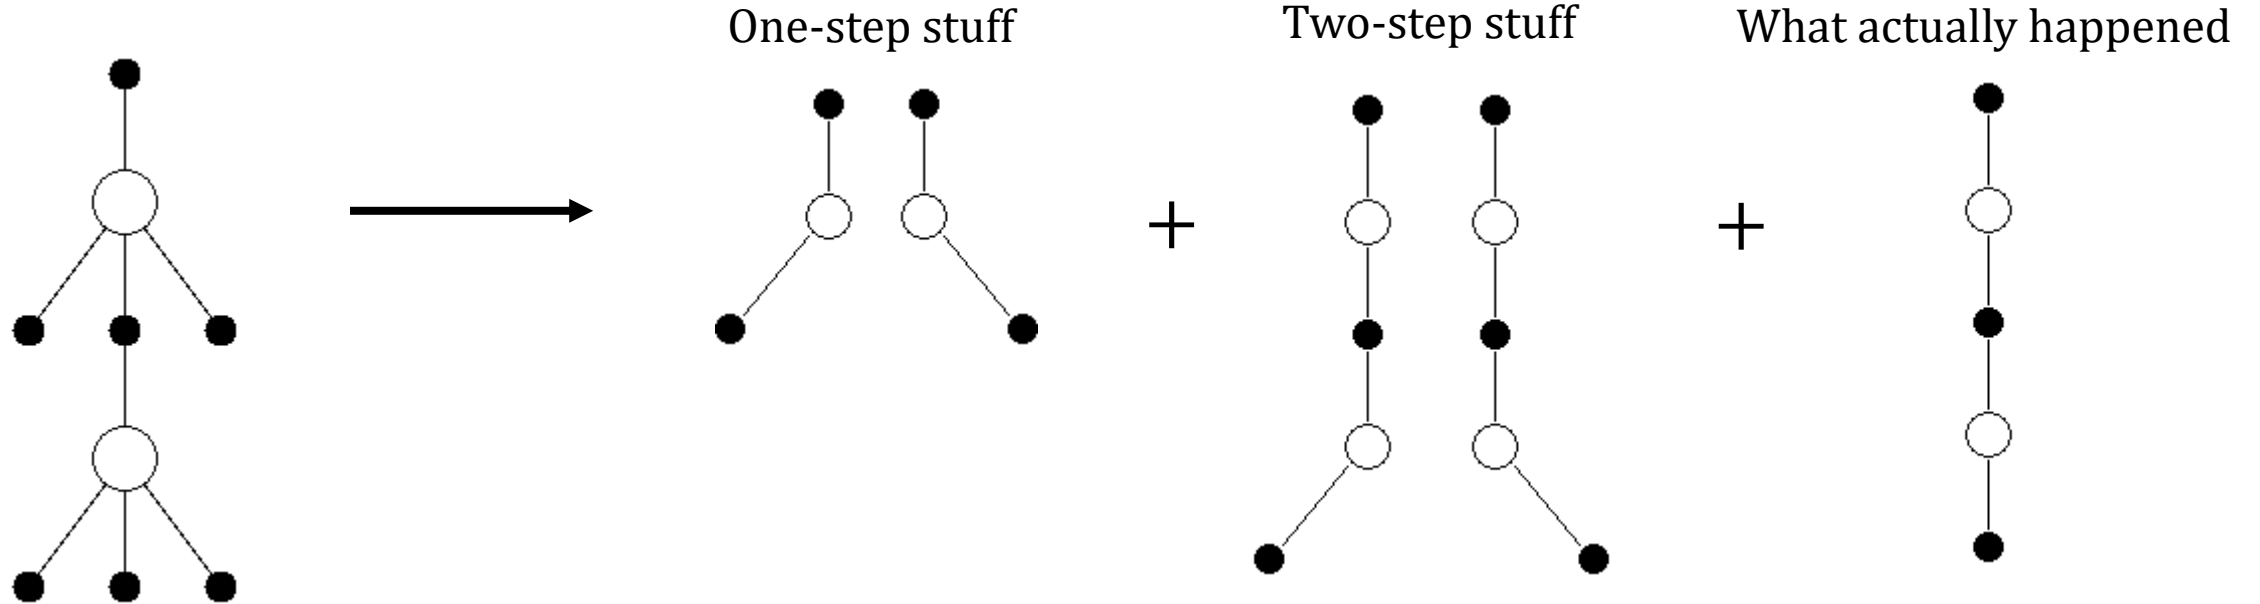 One-step stuff
Two-step stuff
What actually happened
+
+